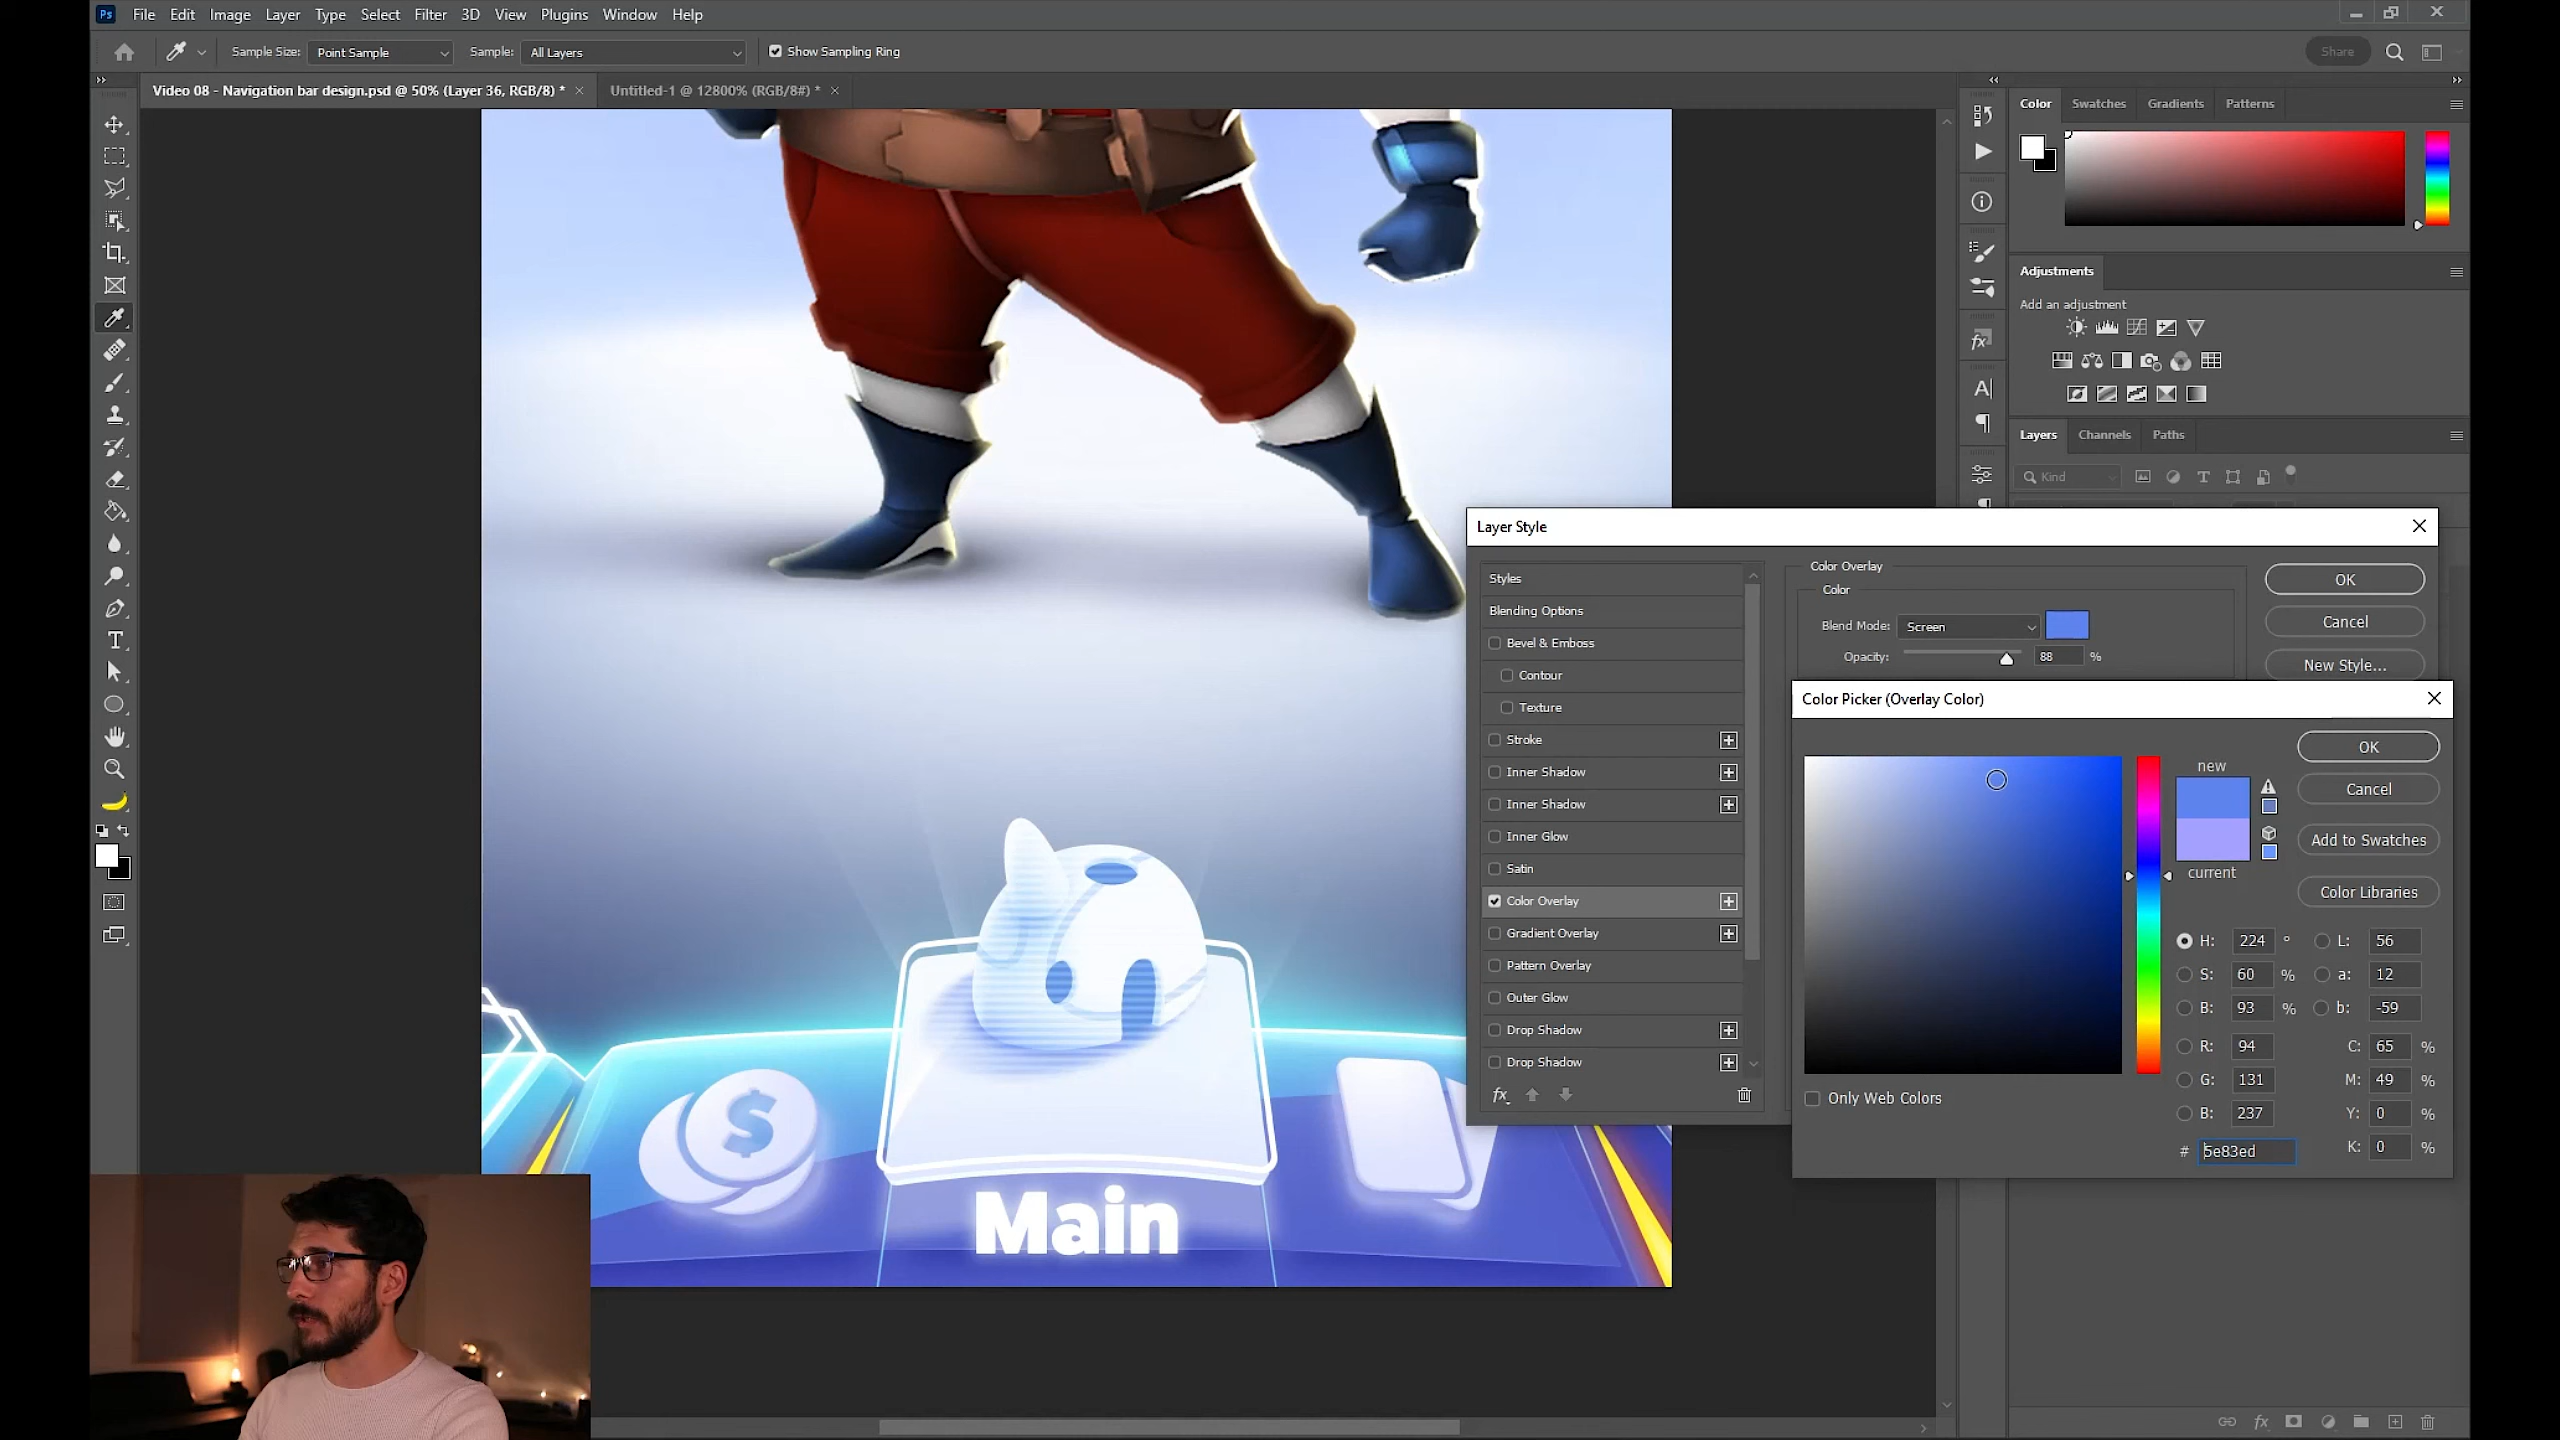 Ps File Edit Image Layer Type Select Filter 3D View Plugins Window Help
Sample Size: Point Sample Sample: All Layers Show Sampling Ring Share
Video 08 - Navigation bar design.psd @ 50% (Layer 36, RGB/8) * Untitled-1 @ 12800% (RGB/8#) *
Color Swatches Gradients Patterns
Adjustments
Add an adjustment
Layers Channels Paths
Kind
Layer Style
Styles
Blending Options
Bevel & Emboss
Contour
Texture
Stroke
Inner Shadow
Inner Shadow
Inner Glow
Satin
Color Overlay
Gradient Overlay
Pattern Overlay
Outer Glow
Drop Shadow
Drop Shadow
fx
Color Overlay
Color
Blend Mode: Screen
Opacity: 88 %
OK
Cancel
New Style...
Color Picker (Overlay Color)
new
current
OK
Cancel
Add to Swatches
Color Libraries
H: 224 ° L: 56
S: 60 % a: 12
B: 93 % b: -59
R: 94 C: 65 %
G: 131 M: 49 %
B: 237 Y: 0 %
# 5e83ed K: 0 %
Only Web Colors
$
Main